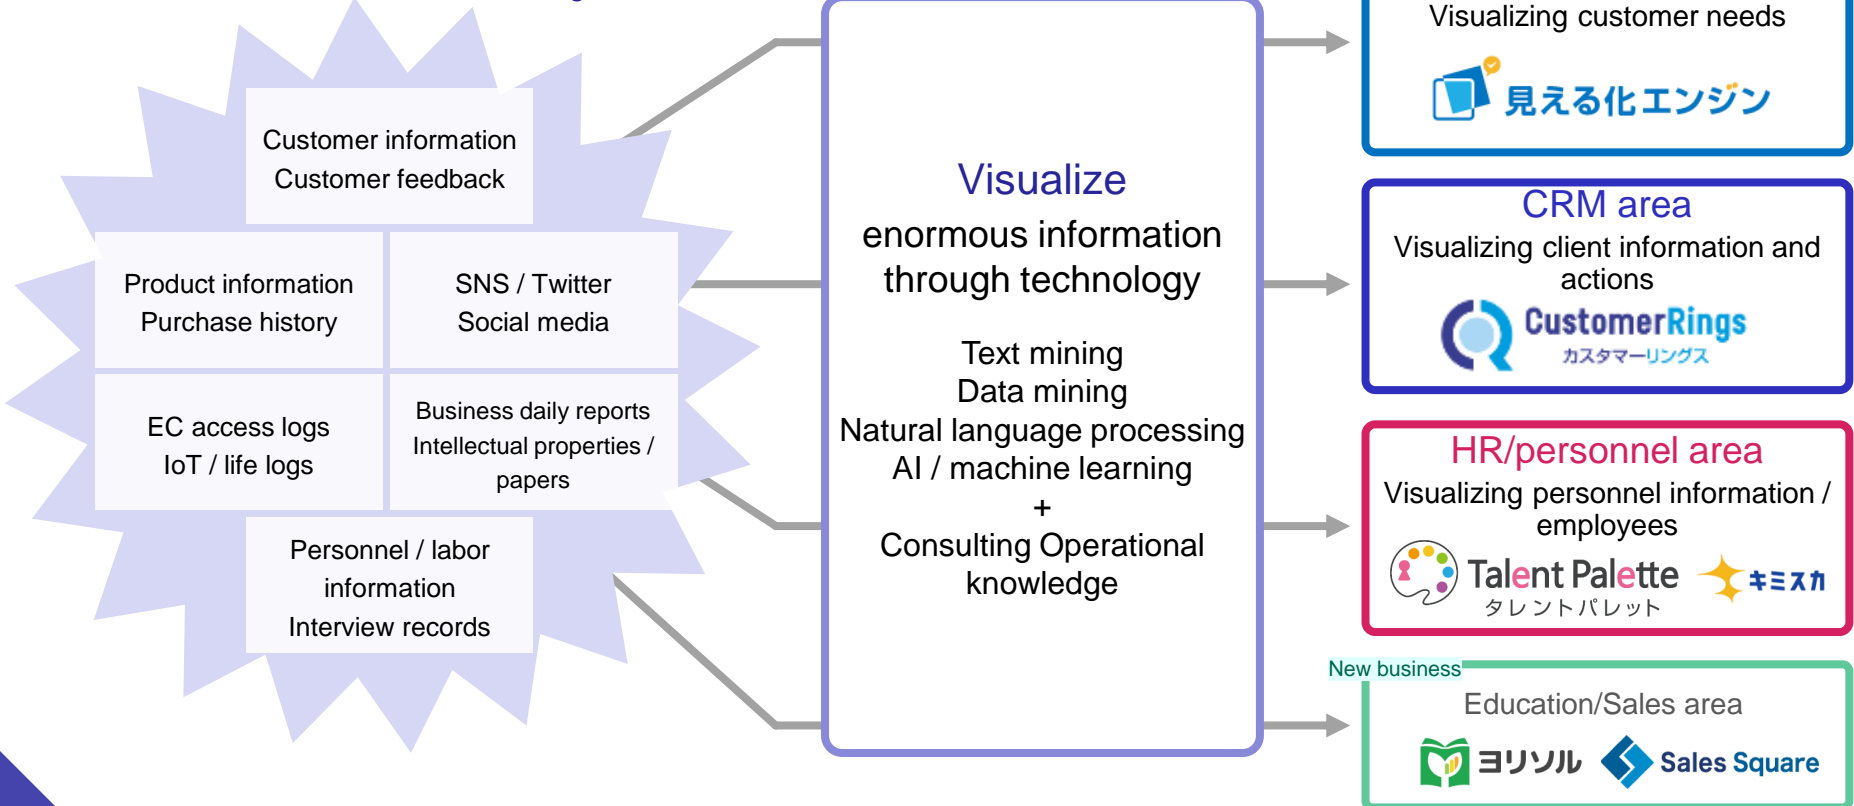 Customer information
Customer feedback
Product information
Purchase history
SNS / Twitter
Social media
EC access logs
IoT / life logs
Business daily reports
Intellectual properties /
papers
Personnel / labor
information
Interview records
Visualize
enormous information
through technology
Text mining
Data mining
Natural language processing
AI / machine learning
+
Consulting Operational
knowledge
Visualizing customer needs
見える化エンジン
CRM area
Visualizing client information and
actions
CustomerRings
カスタマーリングス
HR/personnel area
Visualizing personnel information /
employees
Talent Palette
タレントパレット
キミスカ
New business
Education/Sales area
ヨリソル
Sales Square